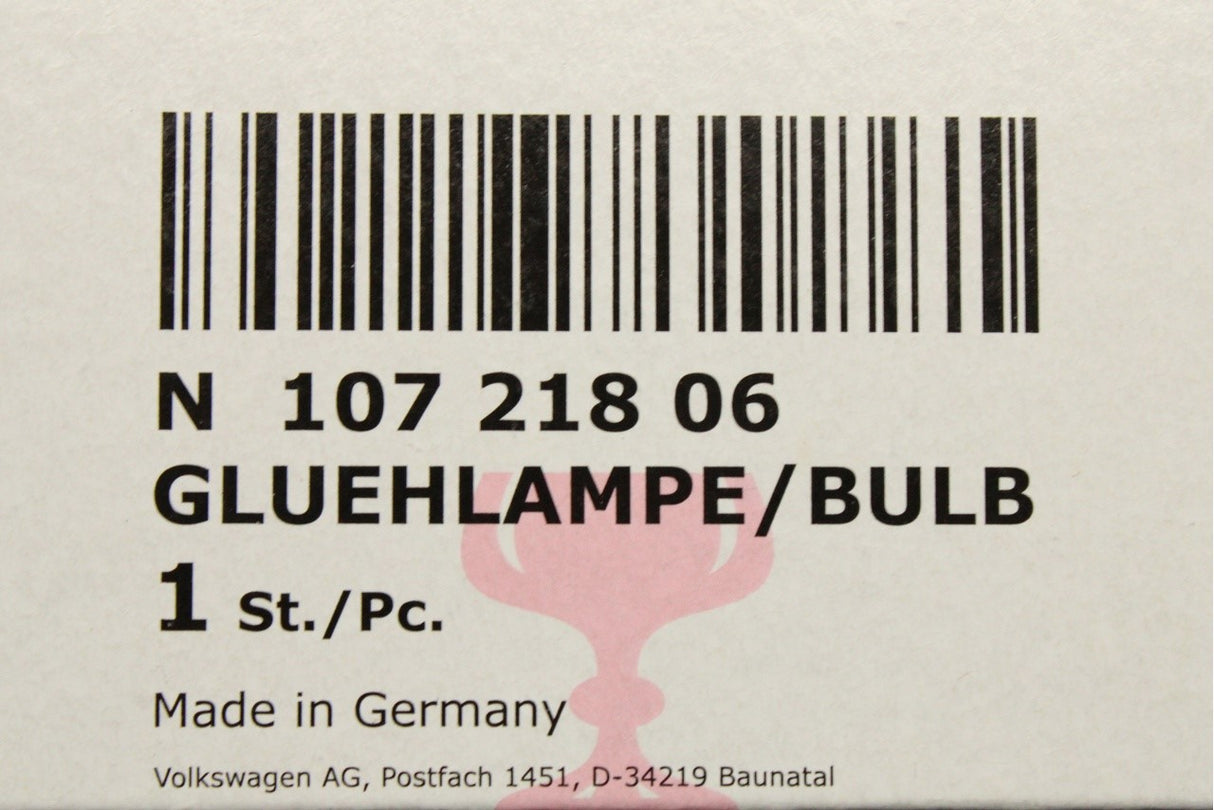 N 107 218 06
GLUEHLAMPE/BULB
1 St./Pc.
Made in Germany
Volkswagen AG, Postfach 1451, D-34219 Baunatal